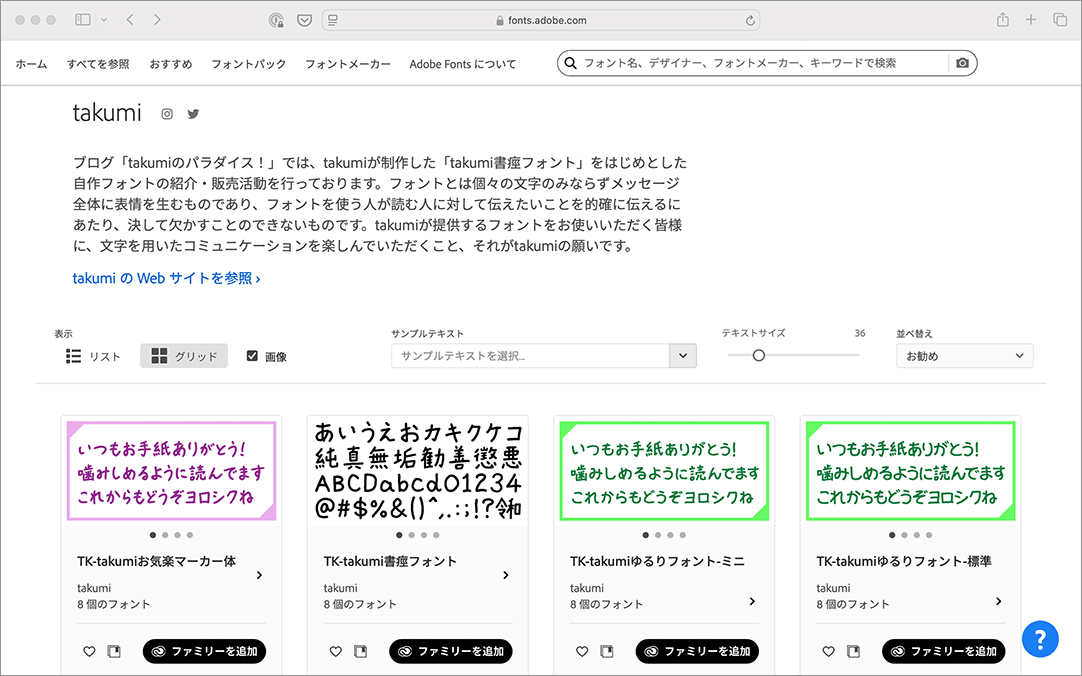 fonts.adobe.com
ホーム すべてを参照 おすすめ フォントパック フォントメーカー Adobe Fonts について フォント名、デザイナー、フォントメーカー、キーワードで検索
takumi
ブログ「takumiのパラダイス！」では、takumiが制作した「takumi書痙フォント」をはじめとした
自作フォントの紹介・販売活動を行っております。フォントとは個々の文字のみならずメッセージ
全体に表情を生むものであり、フォントを使う人が読む人に対して伝えたいことを的確に伝えるに
あたり、決して欠かすことのできないものです。takumiが提供するフォントをお使いいただく皆様
に、文字を用いたコミュニケーションを楽しんでいただくこと、それがtakumiの願いです。
takumi の Web サイトを参照 ›
表示 サンプルテキスト テキストサイズ 36 並べ替え
リスト グリッド 画像 サンプルテキストを選択... お勧め
いつもお手紙ありがとう!
噛みしめるように読んでます
これからもどうぞヨロシクね
TK-takumiお気楽マーカー体
takumi
8 個のフォント
ファミリーを追加
あいうえおカキクケコ
純真無垢勧善懲悪
ABCDabcd01234
@#$%&()^,.:;!?令和
TK-takumi書痙フォント
takumi
8 個のフォント
ファミリーを追加
いつもお手紙ありがとう!
噛みしめるように読んでます
これからもどうぞヨロシクね
TK-takumiゆるりフォント-ミニ
takumi
8 個のフォント
ファミリーを追加
いつもお手紙ありがとう!
噛みしめるように読んでます
これからもどうぞヨロシクね
TK-takumiゆるりフォント-標準
takumi
8 個のフォント
ファミリーを追加
?